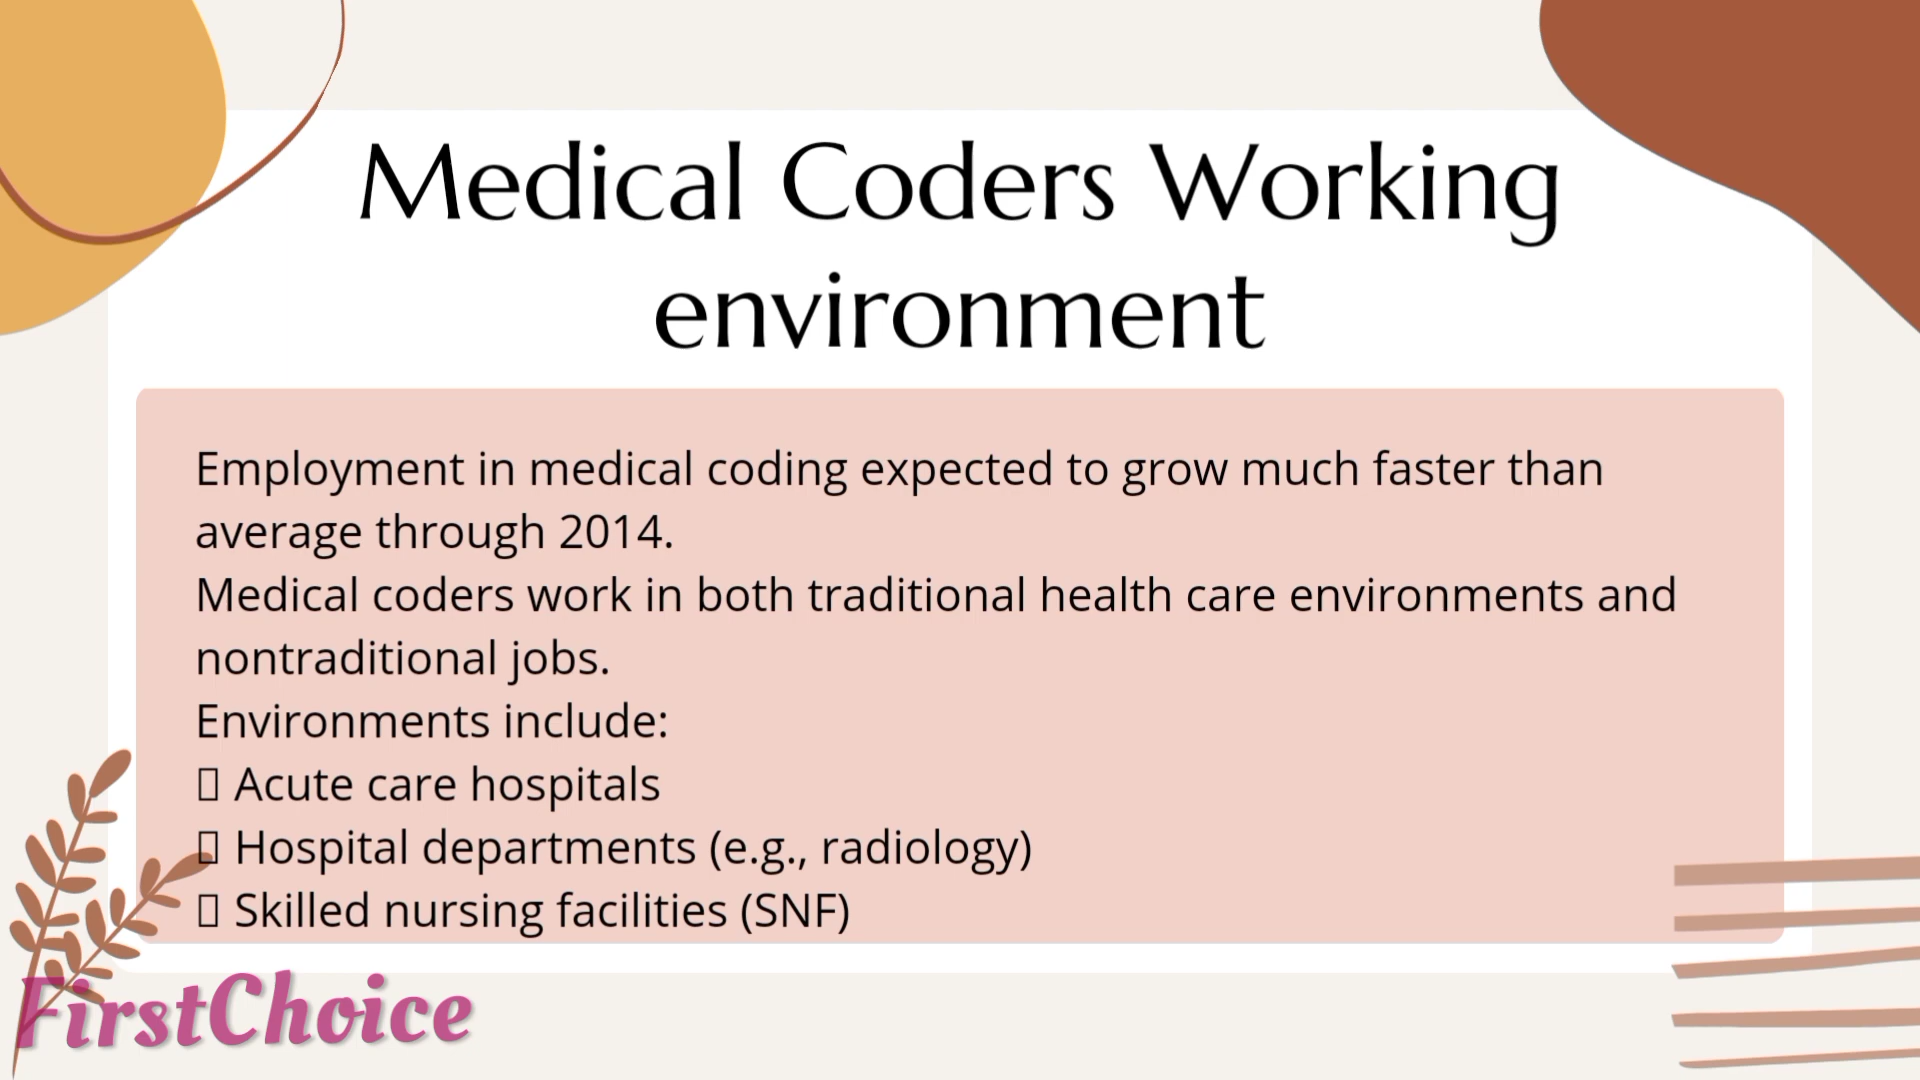 Medical Coders Working
environment
Employment in medical coding expected to grow much faster than
average through 2014.
Medical coders work in both traditional health care environments and
nontraditional jobs.
Environments include:
▯ Acute care hospitals
▯ Hospital departments (e.g., radiology)
▯ Skilled nursing facilities (SNF)
FirstChoice